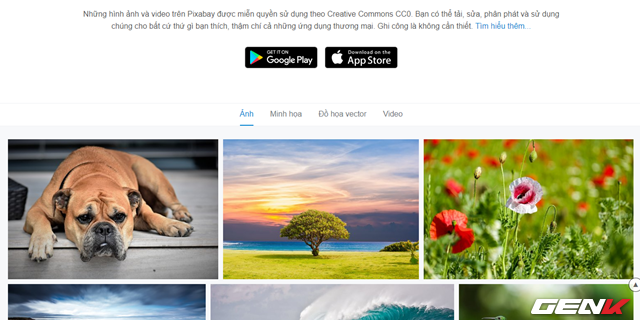 Những hình ảnh và video trên Pixabay được miễn quyền sử dụng theo Creative Commons CC0. Bạn có thể tải, sửa, phân phát và sử dụng
chúng cho bất cứ thứ gì bạn thích, thậm chí cả những ứng dụng thương mại. Ghi công là không cần thiết. Tìm hiểu thêm...
GET IT ON
Google Play
Download on the
App Store
Ảnh
Minh họa
Đồ họa vector
Video
GENK